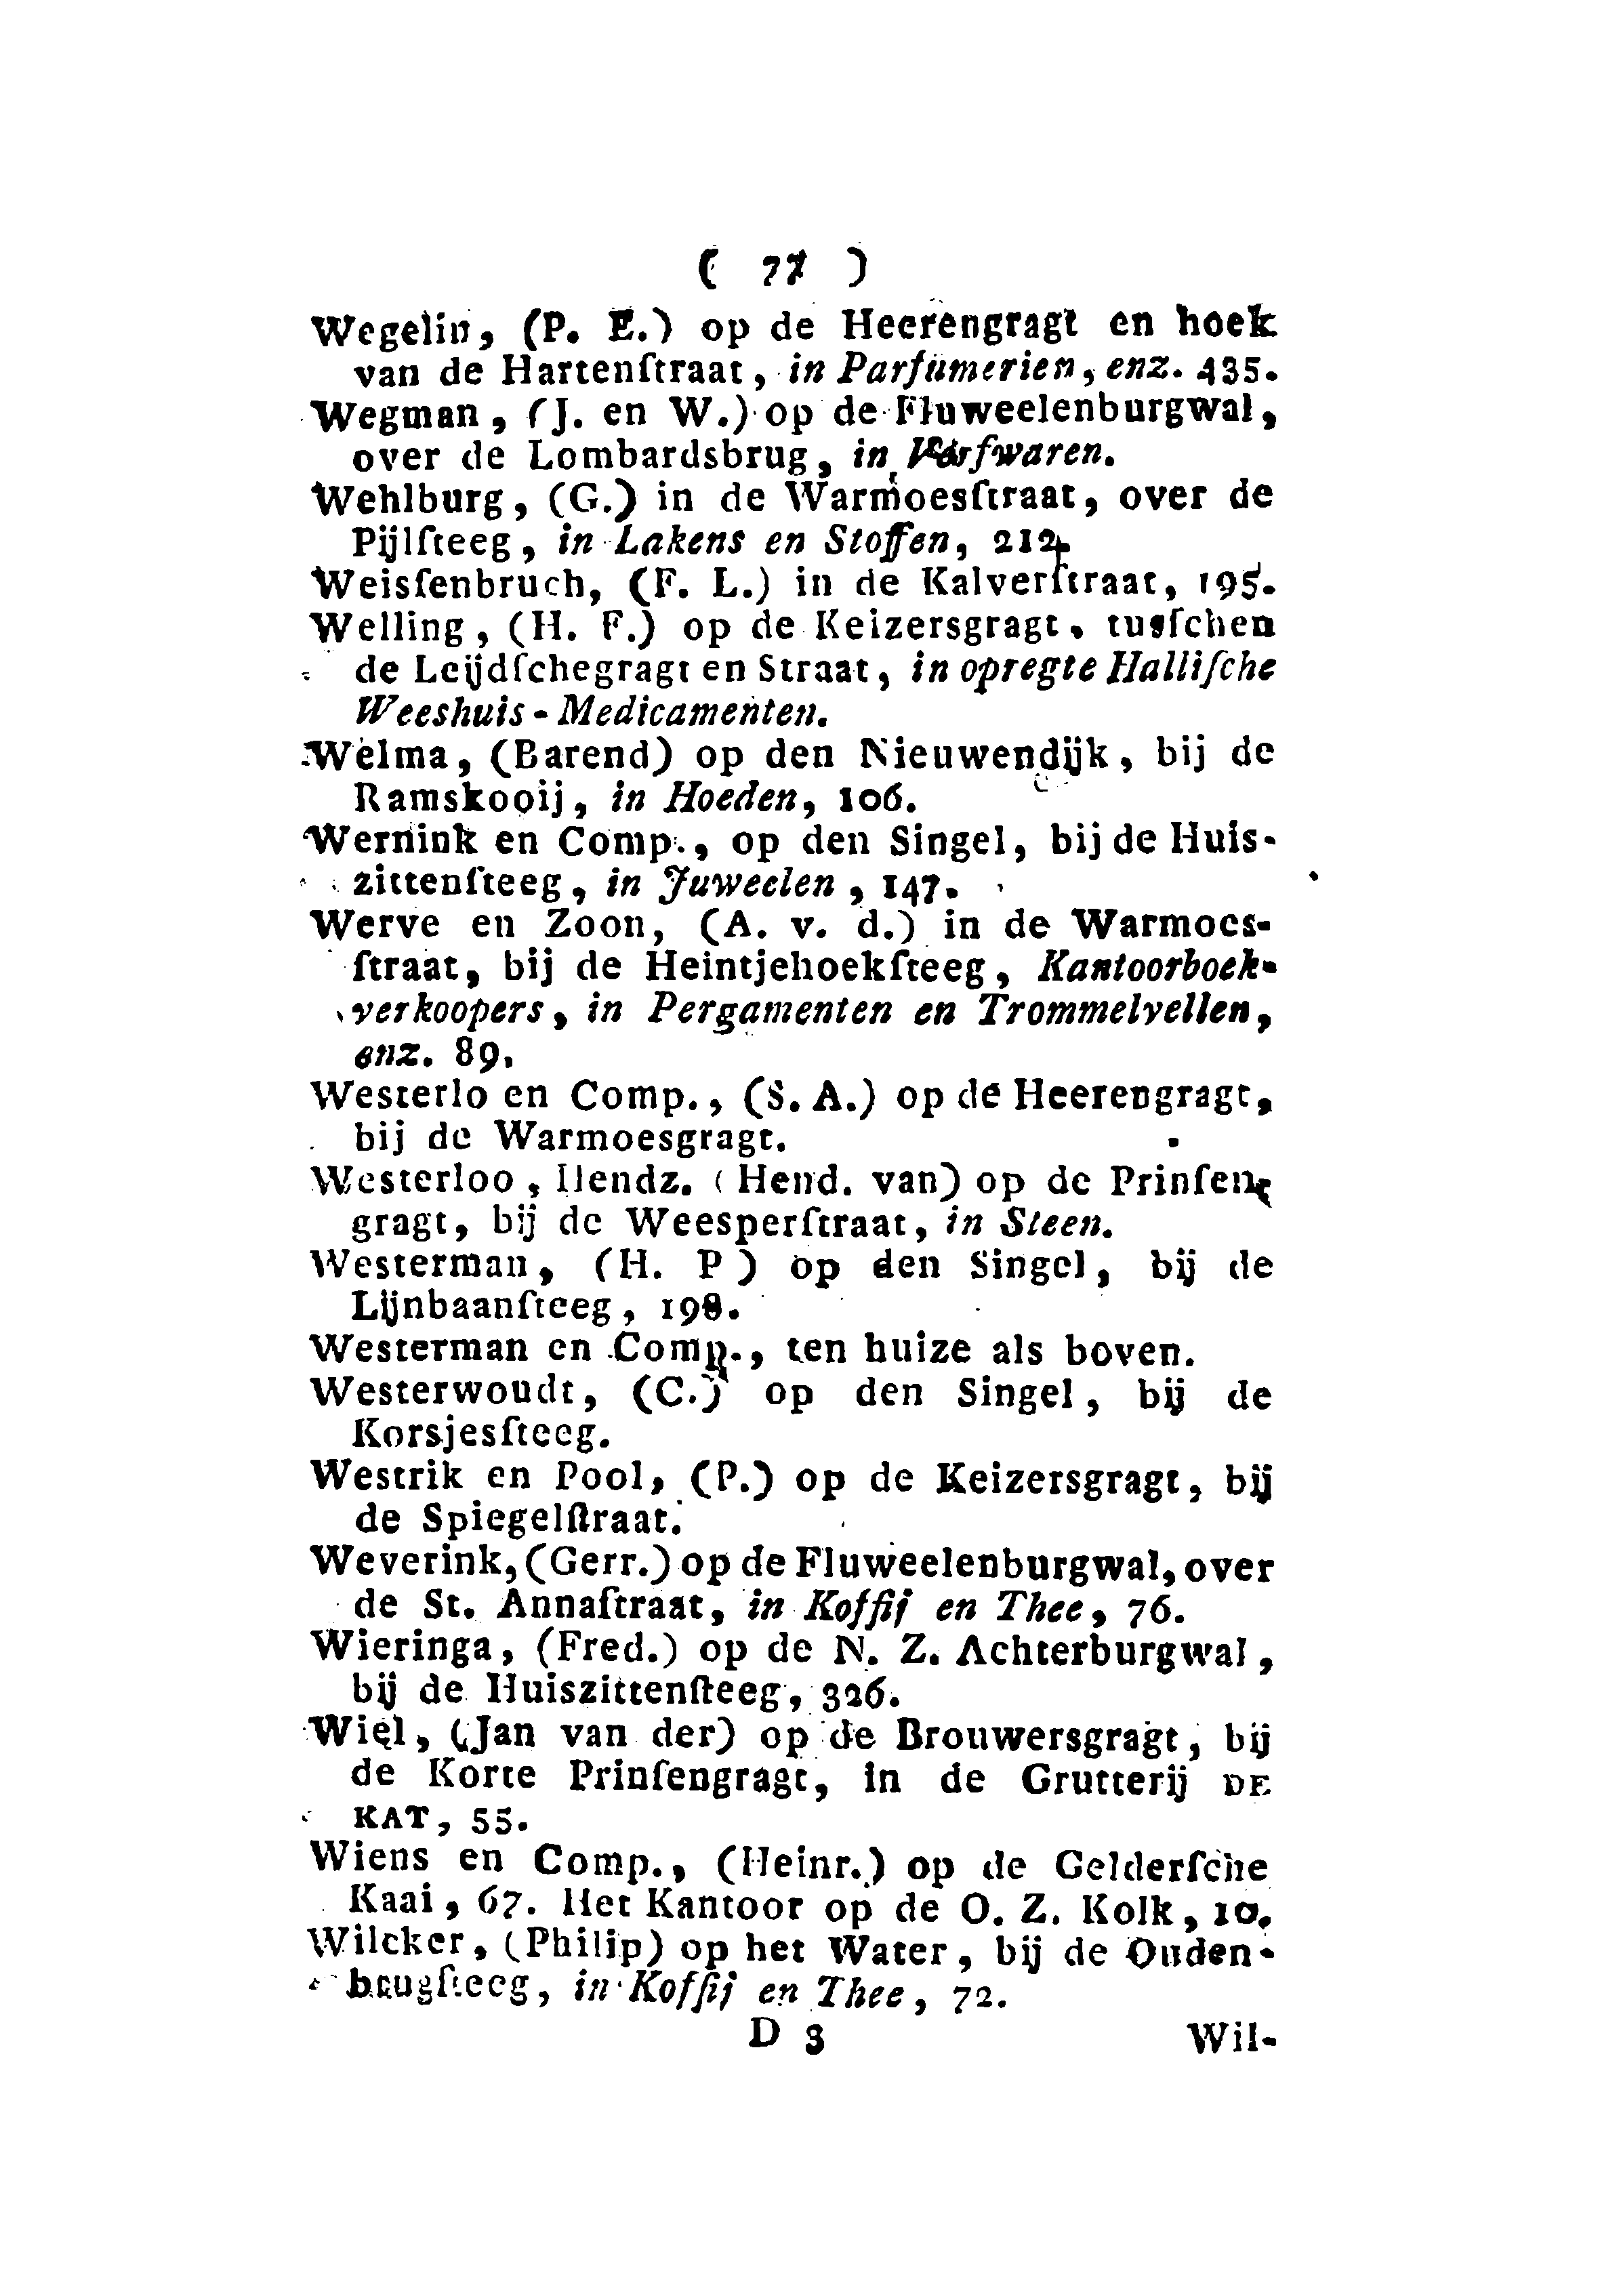 ( 77 )
Wegelin, (P. E.) op de Heerengragt en hoek
van de Hartenſtraat, in Parfumerien, enz. 435.
Wegman, (J. en W.) op de Fluweelenburgwal,
over de Lombardsbrug, in Verfwaren.
Wehlburg, (G.) in de Warmoesſtraat, over de
Pijlſteeg, in Lakens en Stoffen, 212.
Weisſenbruch, (F. L.) in de Kalverſtraat, 195.
Welling, (H. F.) op de Keizersgragt, tusſchen
de Leijdſchegragt en Straat, in opregte Halliſche
Weeshuis-Medicamenten.
Welma, (Barend) op den Nieuwendijk, bij de
Ramskooij, in Hoeden, 106.
Wernink en Comp., op den Singel, bij de Huis-
zittenſteeg, in Juweelen, 147.
Werve en Zoon, (A. v. d.) in de Warmoes-
ſtraat, bij de Heintjehoekſteeg, Kantoorboek-
verkoopers, in Pergamenten en Trommelvellen,
enz. 89.
Westerlo en Comp., (S. A.) op de Heerengragt,
bij de Warmoesgragt.
Westerloo, Hendz. (Hend. van) op de Prinſen-
gragt, bij de Weesperſtraat, in Steen.
Westerman, (H. P) op den Singel, bij de
Lijnbaanſteeg, 198.
Westerman en Comp., ten huize als boven.
Westerwoudt, (C.) op den Singel, bij de
Korsjesſteeg.
Westrik en Pool, (P.) op de Keizersgragt, bij
de Spiegelſtraat.
Weverink, (Gerr.) op de Fluweelenburgwal, over
de St. Annaſtraat, in Koffij en Thee, 76.
Wieringa, (Fred.) op de N. Z. Achterburgwal,
bij de Huiszittenſteeg, 326.
Wiel, (Jan van der) op de Brouwersgragt, bij
de Korte Prinſengragt, in de Grutterij DE
KAT, 55.
Wiens en Comp., (Heinr.) op de Gelderſche
Kaai, 67. Het Kantoor op de O. Z. Kolk, 10.
Wilcker, (Philip) op het Water, bij de Ouden-
brugſteeg, in Koffij en Thee, 72.
D 3 Wil-